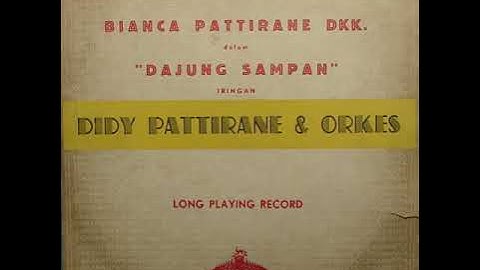 BIANCA PATTIRANE DKK.
dalam
"DAJUNG SAMPAN"
IRINGAN
DIDY PATTIRANE & ORKES
LONG PLAYING RECORD